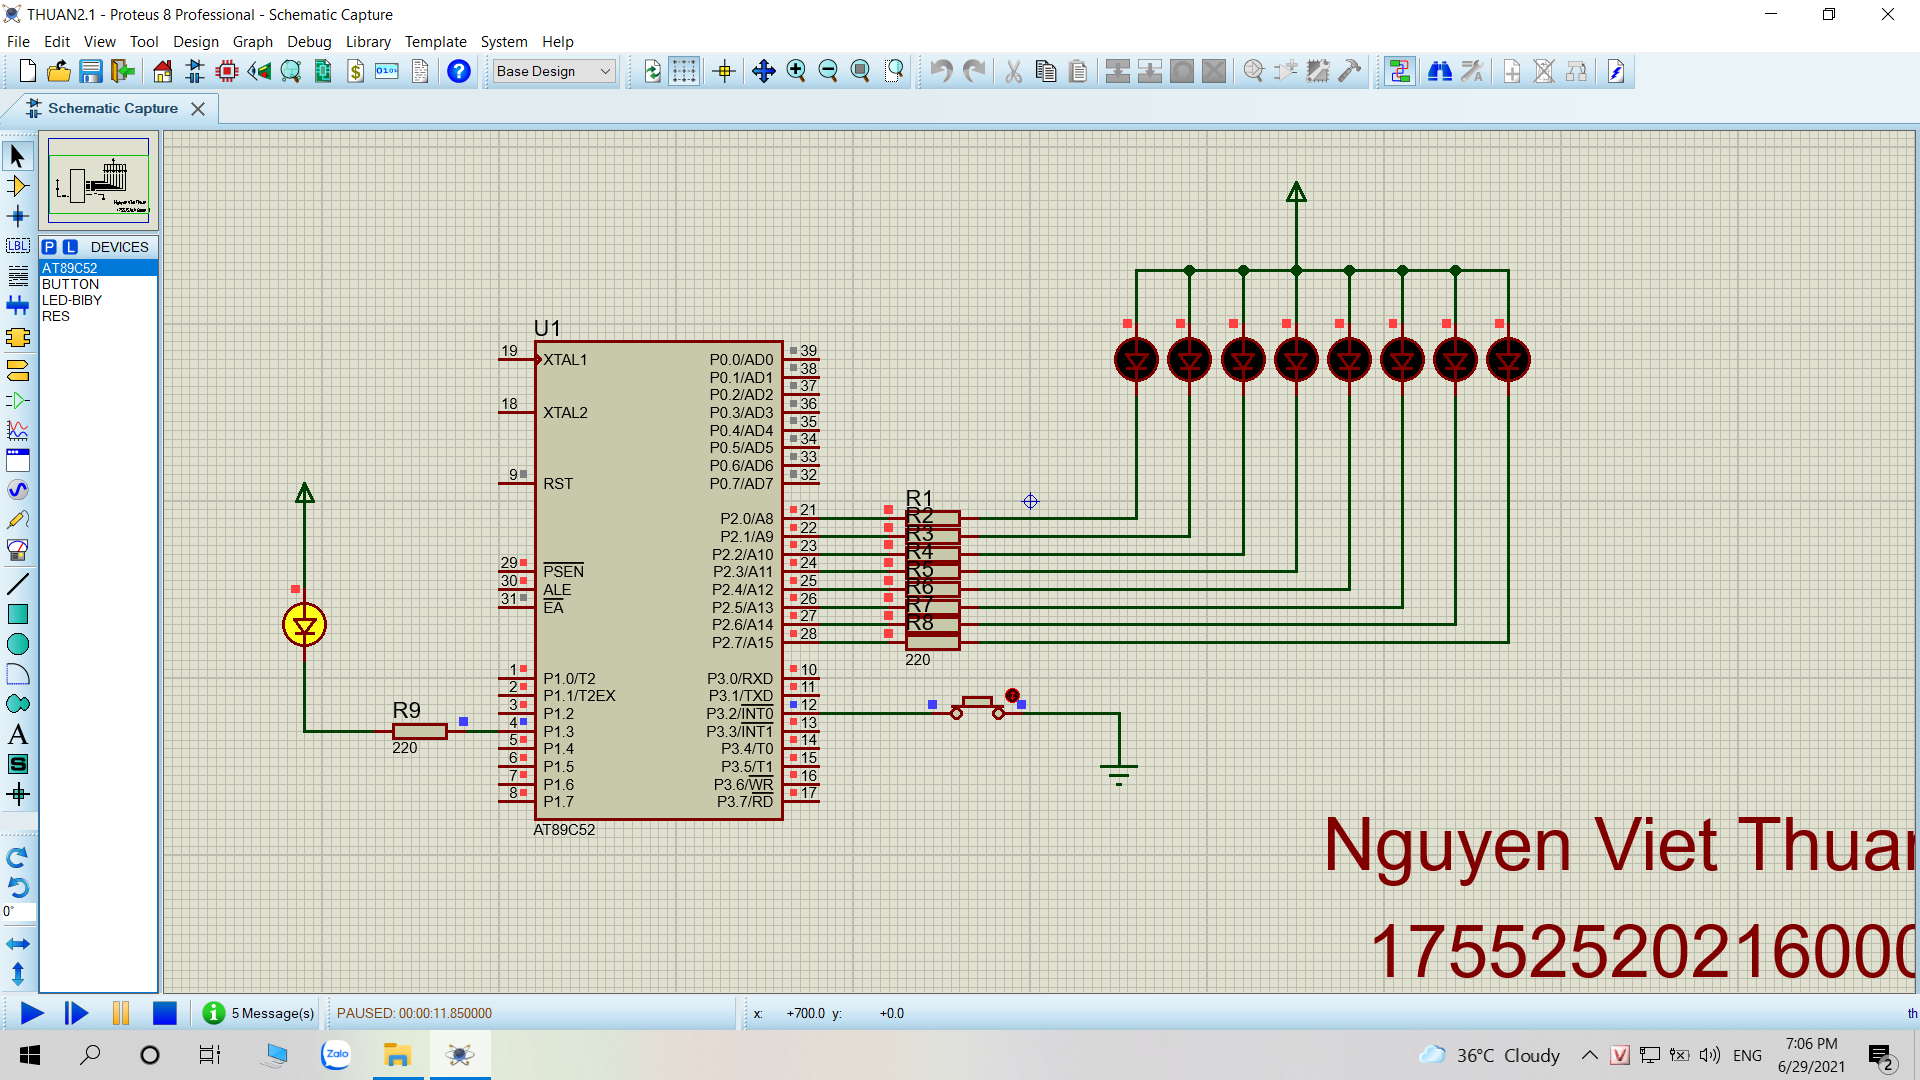 THUAN2.1 - Proteus 8 Professional - Schematic Capture
File Edit View Tool Design Graph Debug Library Template System Help
Base Design
Schematic Capture
P L DEVICES
AT89C52
BUTTON
LED-BIBY
RES
LBL
A
S
0°
U1
19 XTAL1
18 XTAL2
9 RST
29 PSEN
30 ALE
31 EA
1 P1.0/T2
2 P1.1/T2EX
3 P1.2
4 P1.3
5 P1.4
6 P1.5
7 P1.6
8 P1.7
P0.0/AD0 39
P0.1/AD1 38
P0.2/AD2 37
P0.3/AD3 36
P0.4/AD4 35
P0.5/AD5 34
P0.6/AD6 33
P0.7/AD7 32
P2.0/A8 21
P2.1/A9 22
P2.2/A10 23
P2.3/A11 24
P2.4/A12 25
P2.5/A13 26
P2.6/A14 27
P2.7/A15 28
P3.0/RXD 10
P3.1/TXD 11
P3.2/INT0 12
P3.3/INT1 13
P3.4/T0 14
P3.5/T1 15
P3.6/WR 16
P3.7/RD 17
AT89C52
R9
220
R1
R2
R3
R4
R5
R6
R7
R8
220
Nguyen Viet Thuan
17552520216000
5 Message(s) PAUSED: 00:00:11.850000 x: +700.0 y: +0.0 th
Zalo 36°C Cloudy V ENG 7:06 PM
6/29/2021 2